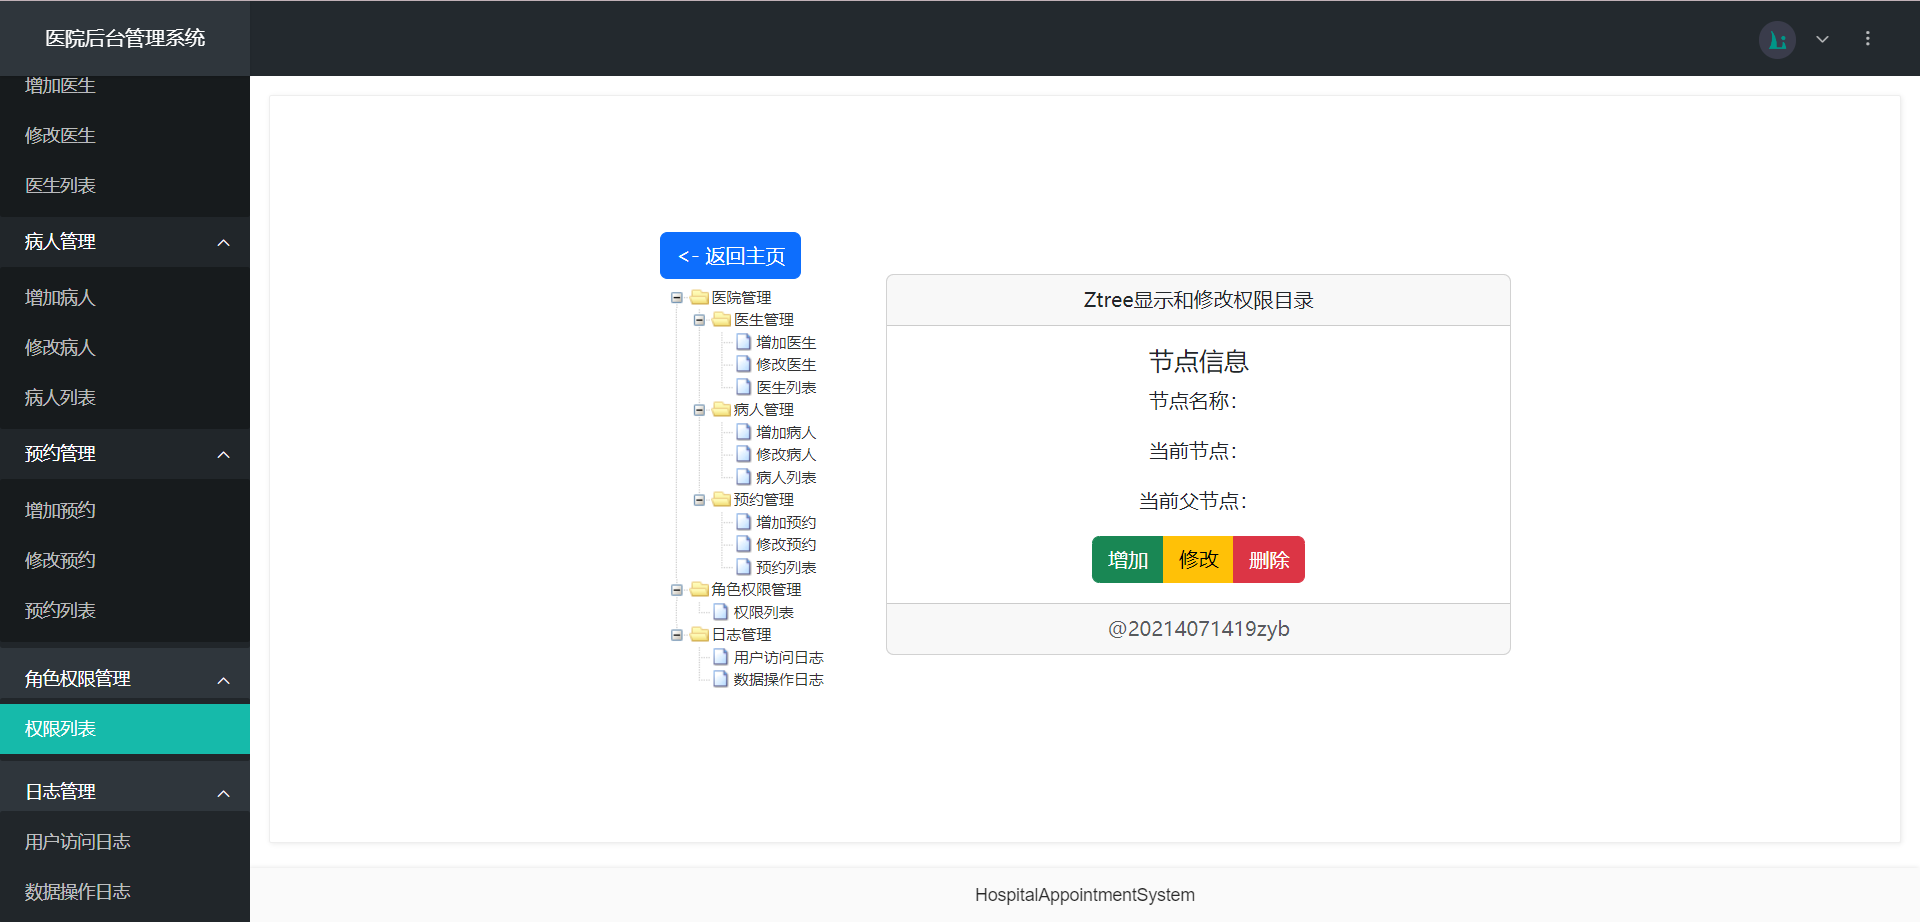 医院后台管理系统
增加医生
修改医生
医生列表
病人管理
增加病人
修改病人
病人列表
预约管理
增加预约
修改预约
预约列表
角色权限管理
权限列表
日志管理
用户访问日志
数据操作日志
<- 返回主页
医院管理
医生管理
增加医生
修改医生
医生列表
病人管理
增加病人
修改病人
病人列表
预约管理
增加预约
修改预约
预约列表
角色权限管理
权限列表
日志管理
用户访问日志
数据操作日志
Ztree显示和修改权限目录
节点信息
节点名称：
当前节点：
当前父节点：
增加 修改 删除
@20214071419zyb
HospitalAppointmentSystem